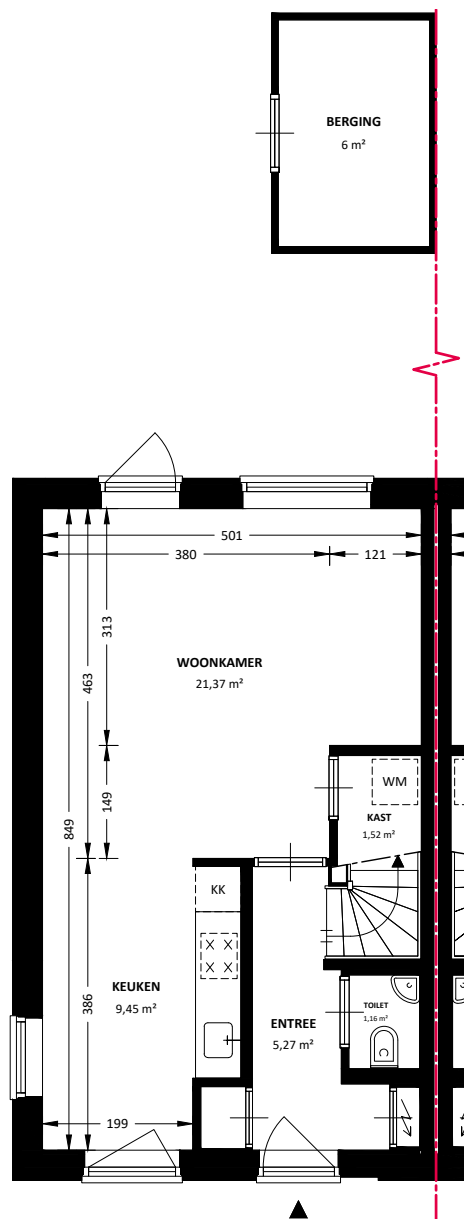 BERGING
6 m²
501
380
121
313
463
WOONKAMER
21,37 m²
149
WM
KAST
1,52 m²
849
KK
386
KEUKEN
9,45 m²
TOILET
1,16 m²
ENTREE
5,27 m²
199